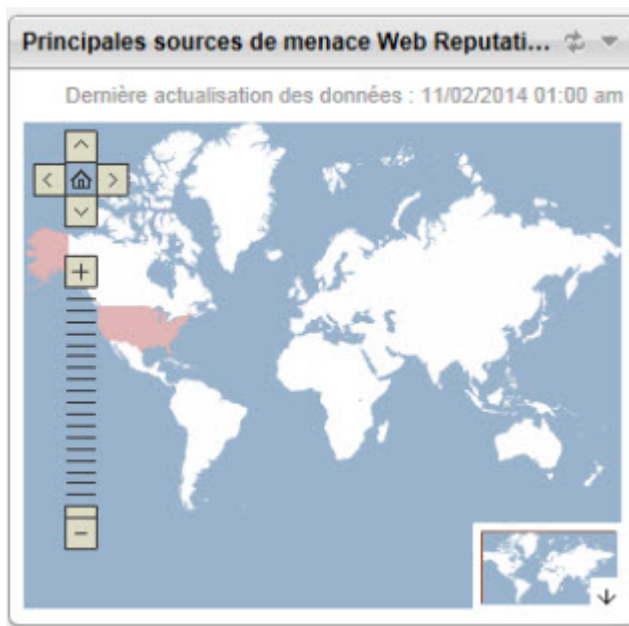 Principales sources de menace Web Reputati...
Dernière actualisation des données : 11/02/2014 01:00 am